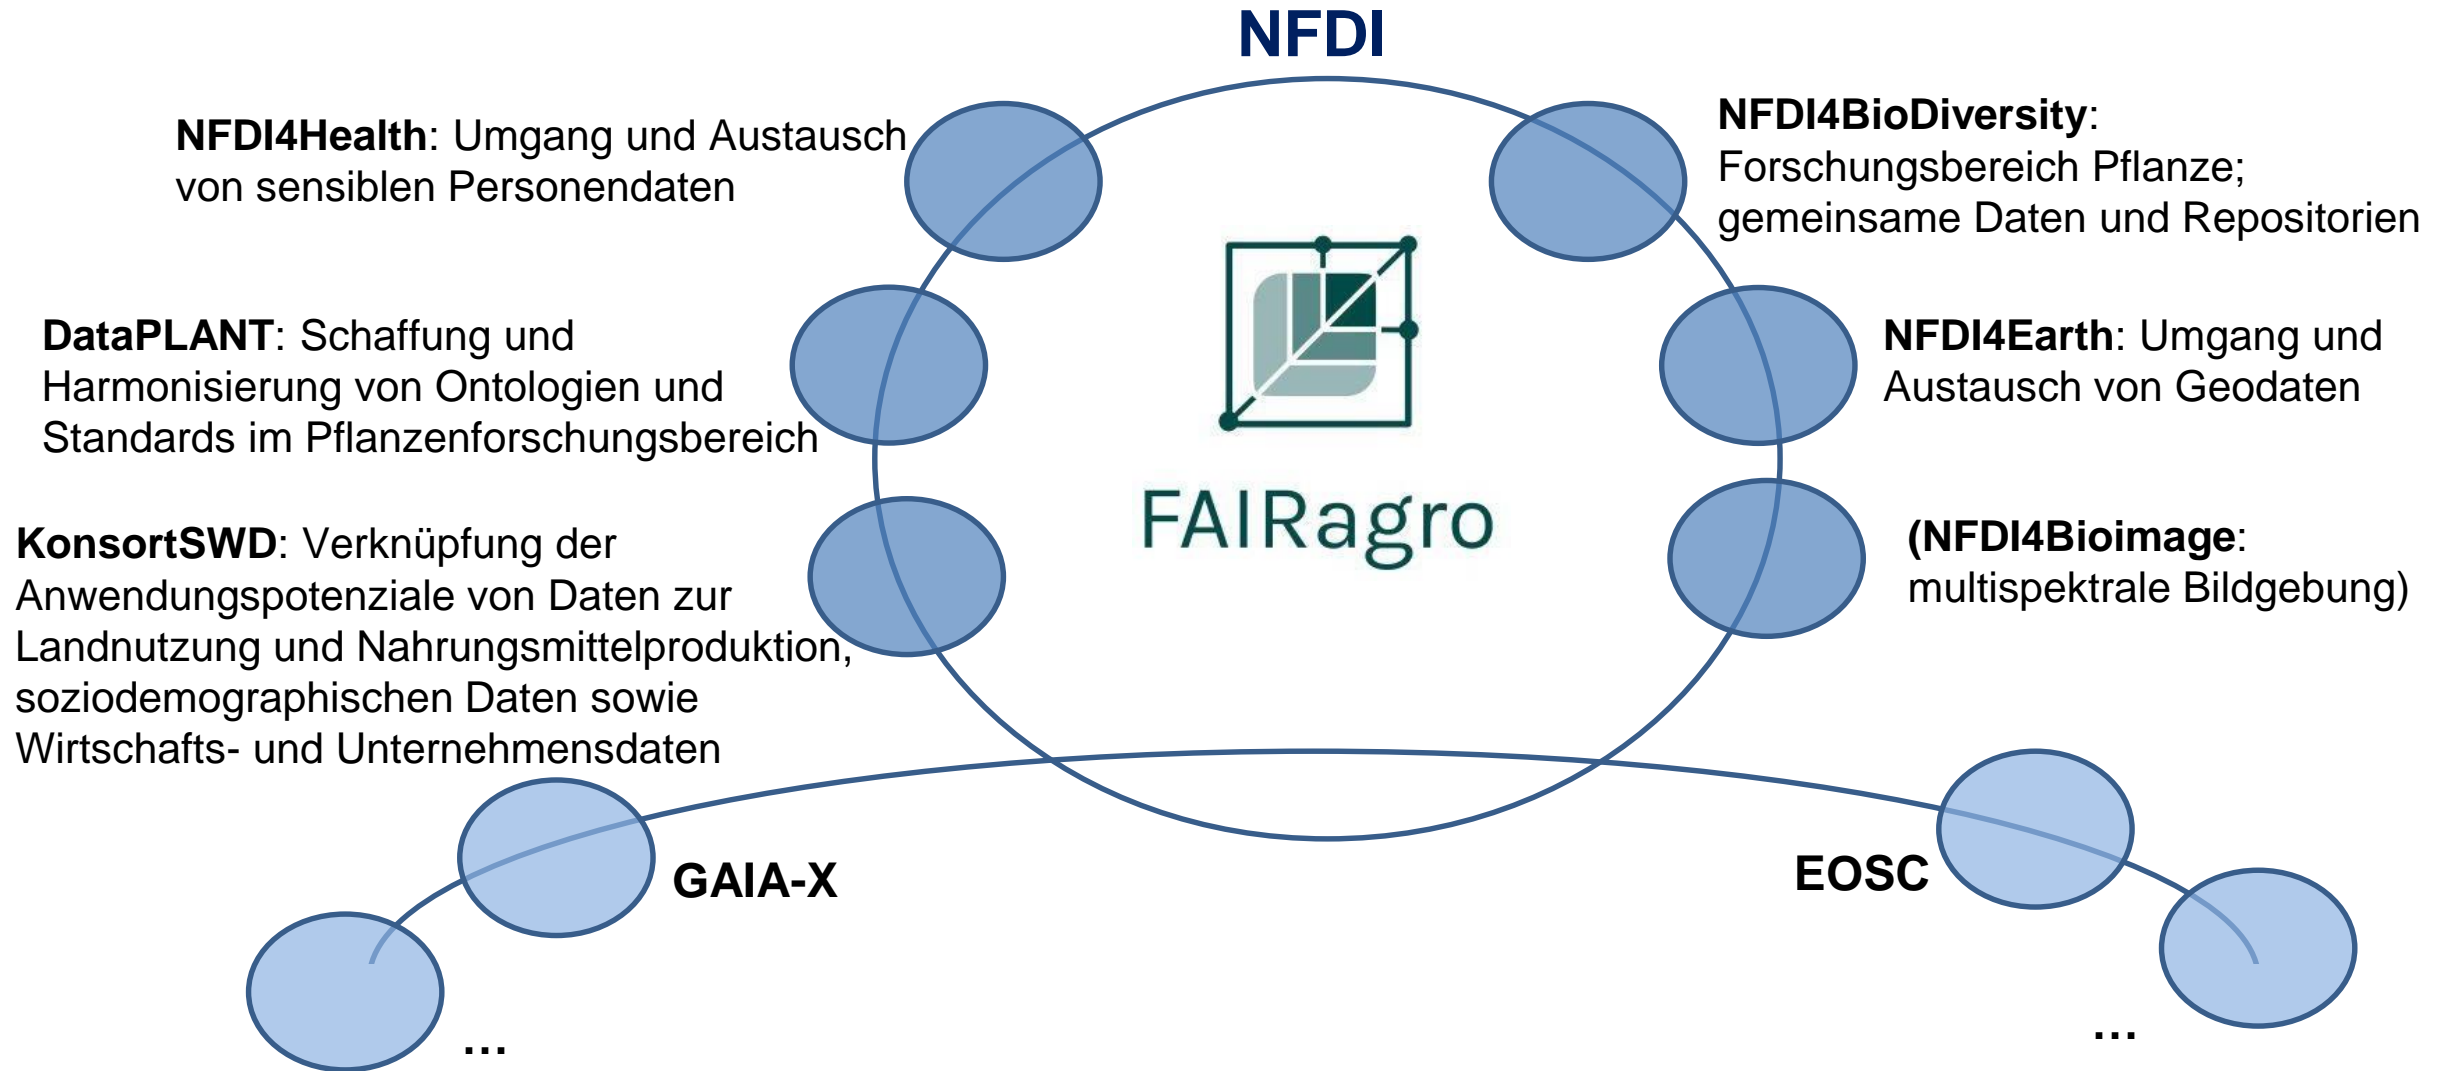 NFDI
NFDI4Health: Umgang und Austausch
von sensiblen Personendaten
DataPLANT: Schaffung und
Harmonisierung von Ontologien und
Standards im Pflanzenforschungsbereich
KonsortSWD: Verknüpfung der
Anwendungspotenziale von Daten zur
Landnutzung und Nahrungsmittelproduktion,
soziodemographischen Daten sowie
Wirtschafts- und Unternehmensdaten
FAIRagro
NFDI4BioDiversity:
Forschungsbereich Pflanze;
gemeinsame Daten und Repositorien
NFDI4Earth: Umgang und
Austausch von Geodaten
(NFDI4Bioimage:
multispektrale Bildgebung)
GAIA-X
EOSC
...
...